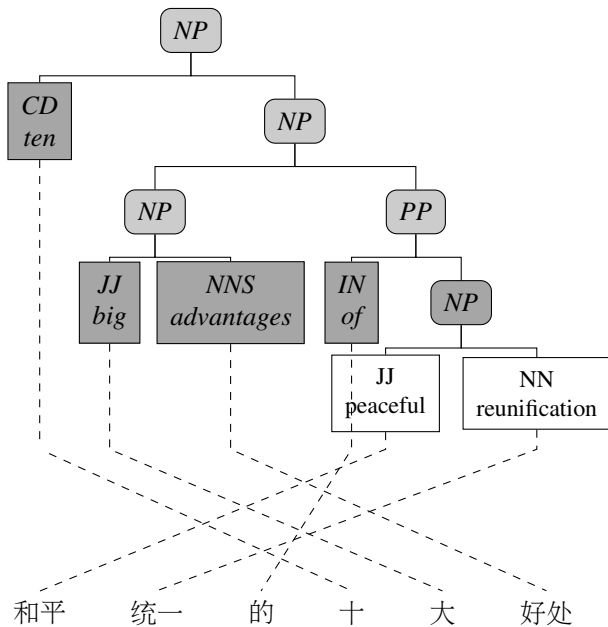 NP
CD
ten
NP
NP
PP
JJ
big
NNS
advantages
IN
of
NP
JJ
peaceful
NN
reunification
和平 统一 的 十 大 好处